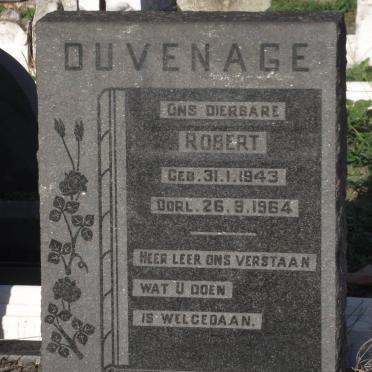 DUVENAGE
ONS DIERBARE
ROBERT
GEB. 31.1.1943
OORL. 26.9.1964
HEER LEER ONS VERSTAAN
WAT U DOEN
IS WELGEDAAN.